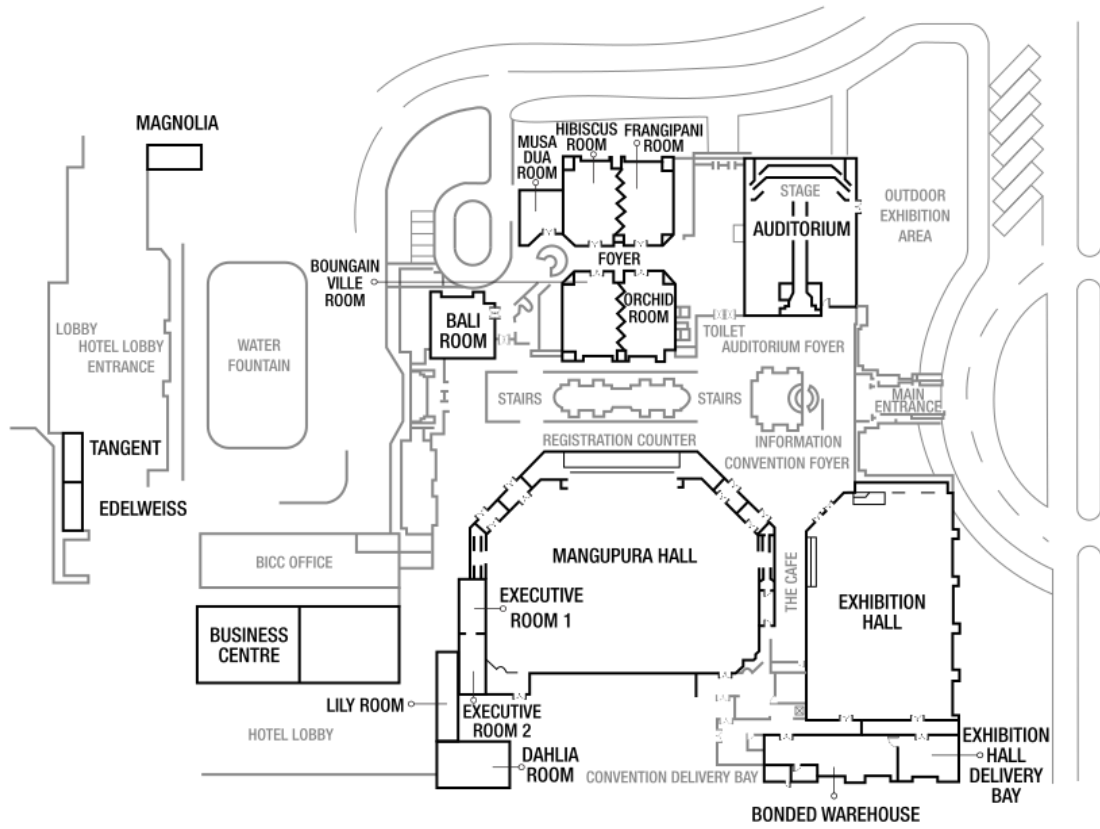 MAGNOLIA
MUSA
DUA
ROOM
HIBISCUS
ROOM
FRANGIPANI
ROOM
STAGE
AUDITORIUM
OUTDOOR
EXHIBITION
AREA
FOYER
BOUNGAIN
VILLE
ROOM
ORCHID
ROOM
BALI
ROOM
TOILET
AUDITORIUM FOYER
LOBBY
HOTEL LOBBY
ENTRANCE
WATER
FOUNTAIN
STAIRS
STAIRS
MAIN
ENTRANCE
REGISTRATION COUNTER
INFORMATION
CONVENTION FOYER
TANGENT
EDELWEISS
BICC OFFICE
MANGUPURA HALL
THE CAFE
EXHIBITION
HALL
EXECUTIVE
ROOM 1
BUSINESS
CENTRE
LILY ROOM
EXECUTIVE
ROOM 2
HOTEL LOBBY
DAHLIA
ROOM
CONVENTION DELIVERY BAY
EXHIBITION
HALL
DELIVERY
BAY
BONDED WAREHOUSE